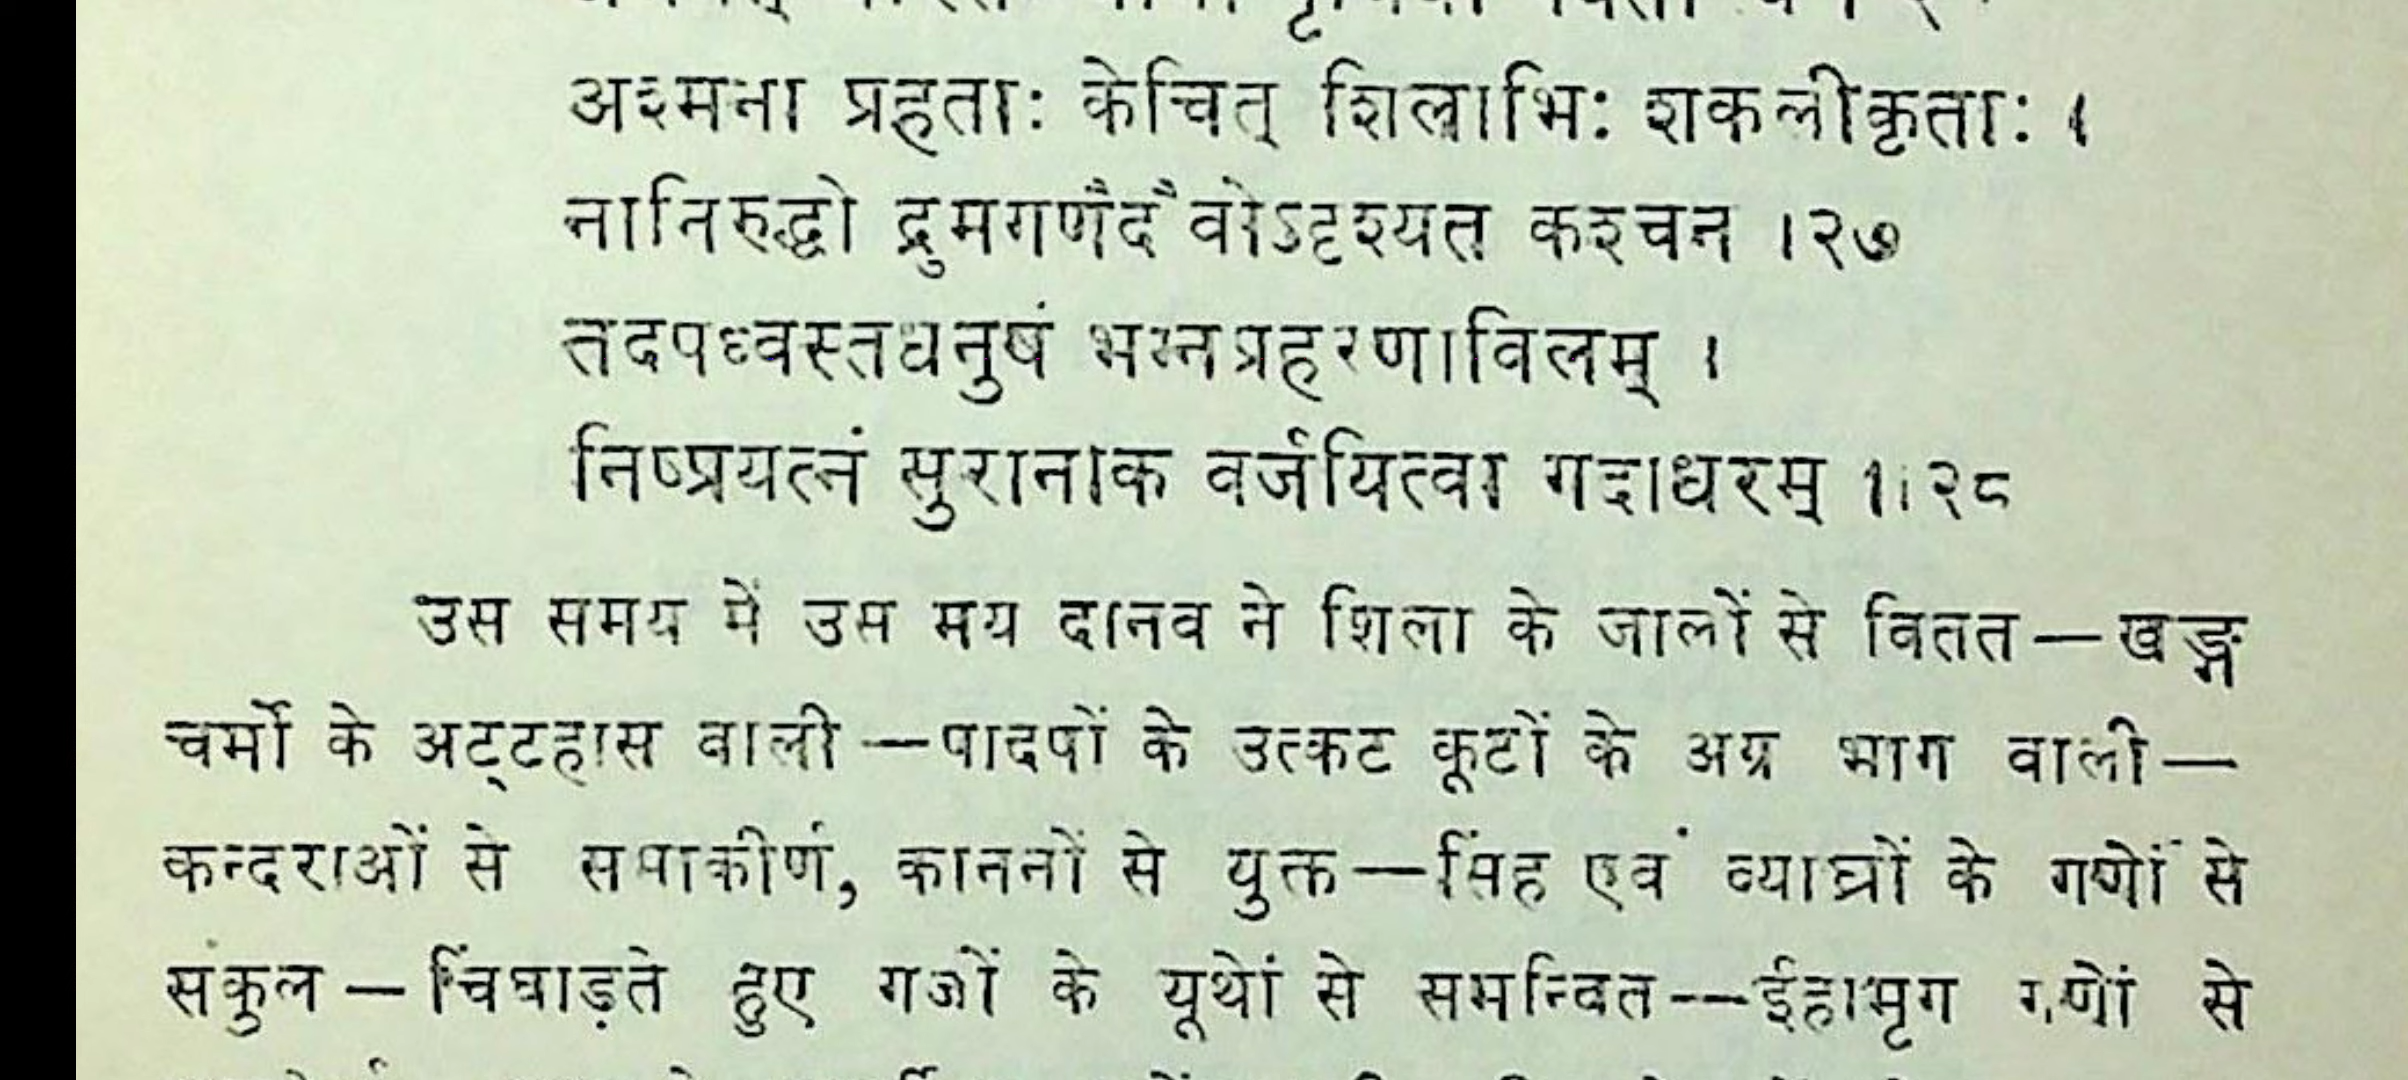 अश्मना प्रहताः केचित् शिलाभिः शकलीकृताः ।
नानिरुद्धो द्रुमगणैर्दैवोऽदृश्यत कश्चन ।२७
तदपध्वस्तधनुषं भग्नप्रहरणाविलम् ।
निष्प्रयत्नं सुरानाक वर्जयित्वा गदाधरम् ।।२८
उस समय में उस मय दानव ने शिला के जालों से वितत—खङ्ग
चर्मों के अट्टहास वाली—पादपों के उत्कट कूटों के अग्र भाग वाली—
कन्दराओं से समाकीर्ण, काननों से युक्त—सिंह एवं व्याघ्रों के गणों से
संकुल—चिंघाड़ते हुए गजों के यूथों से समन्वित—ईहामृग गणों से